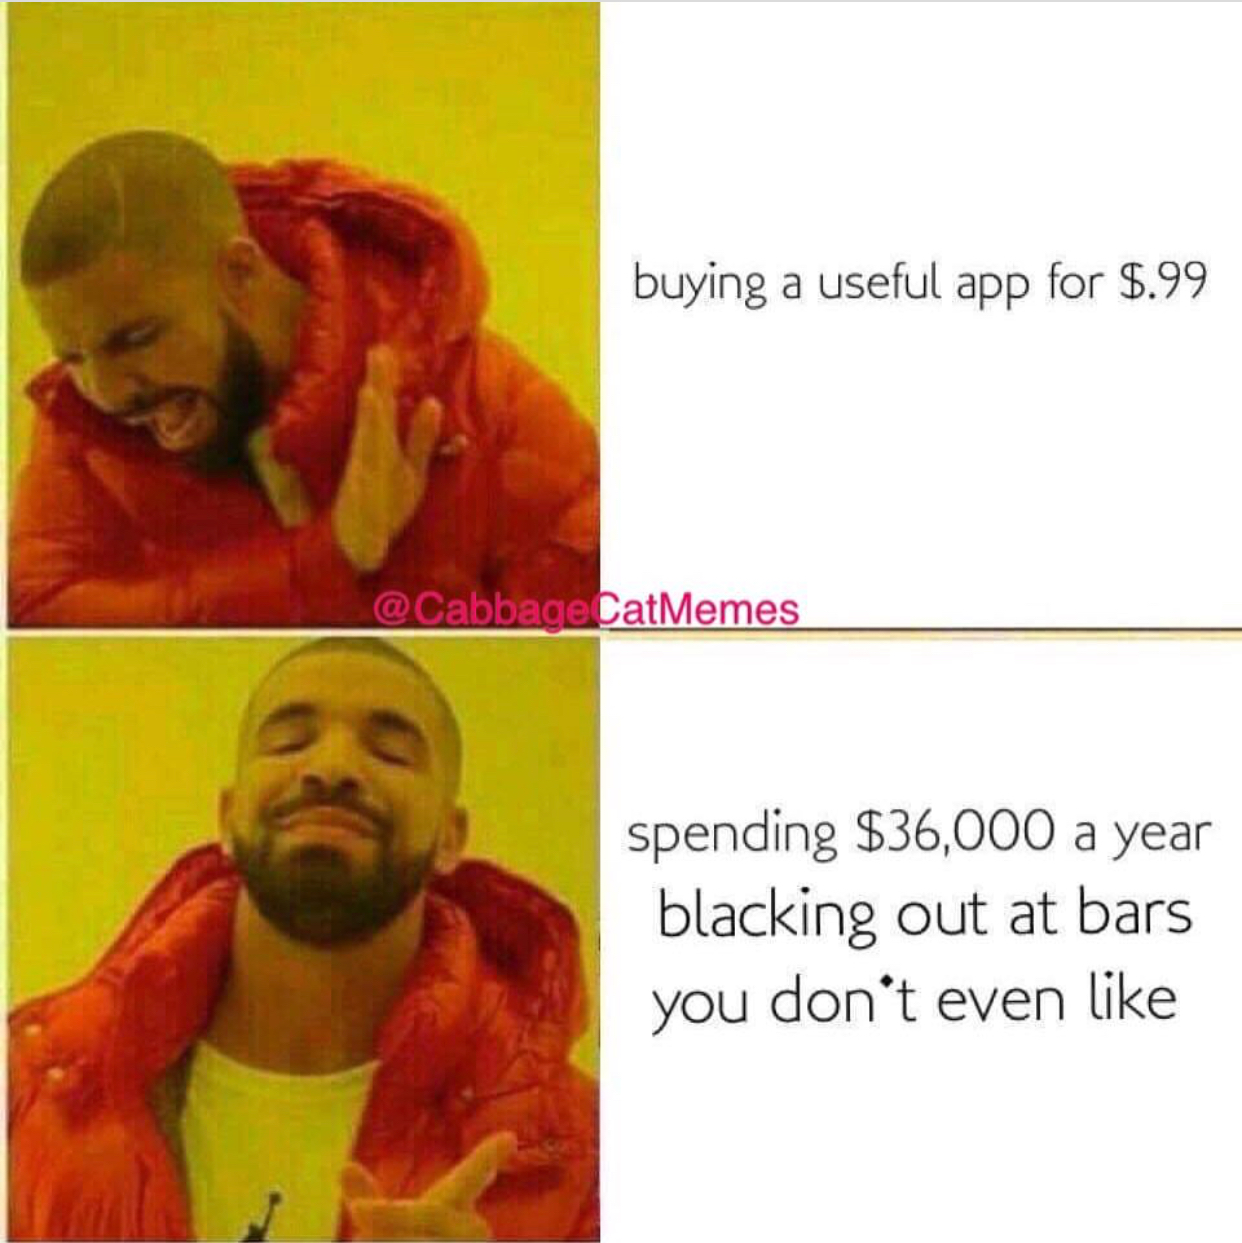 buying a useful app for $.99
@CabbageCatMemes
spending $36,000 a year
blacking out at bars
you don't even like